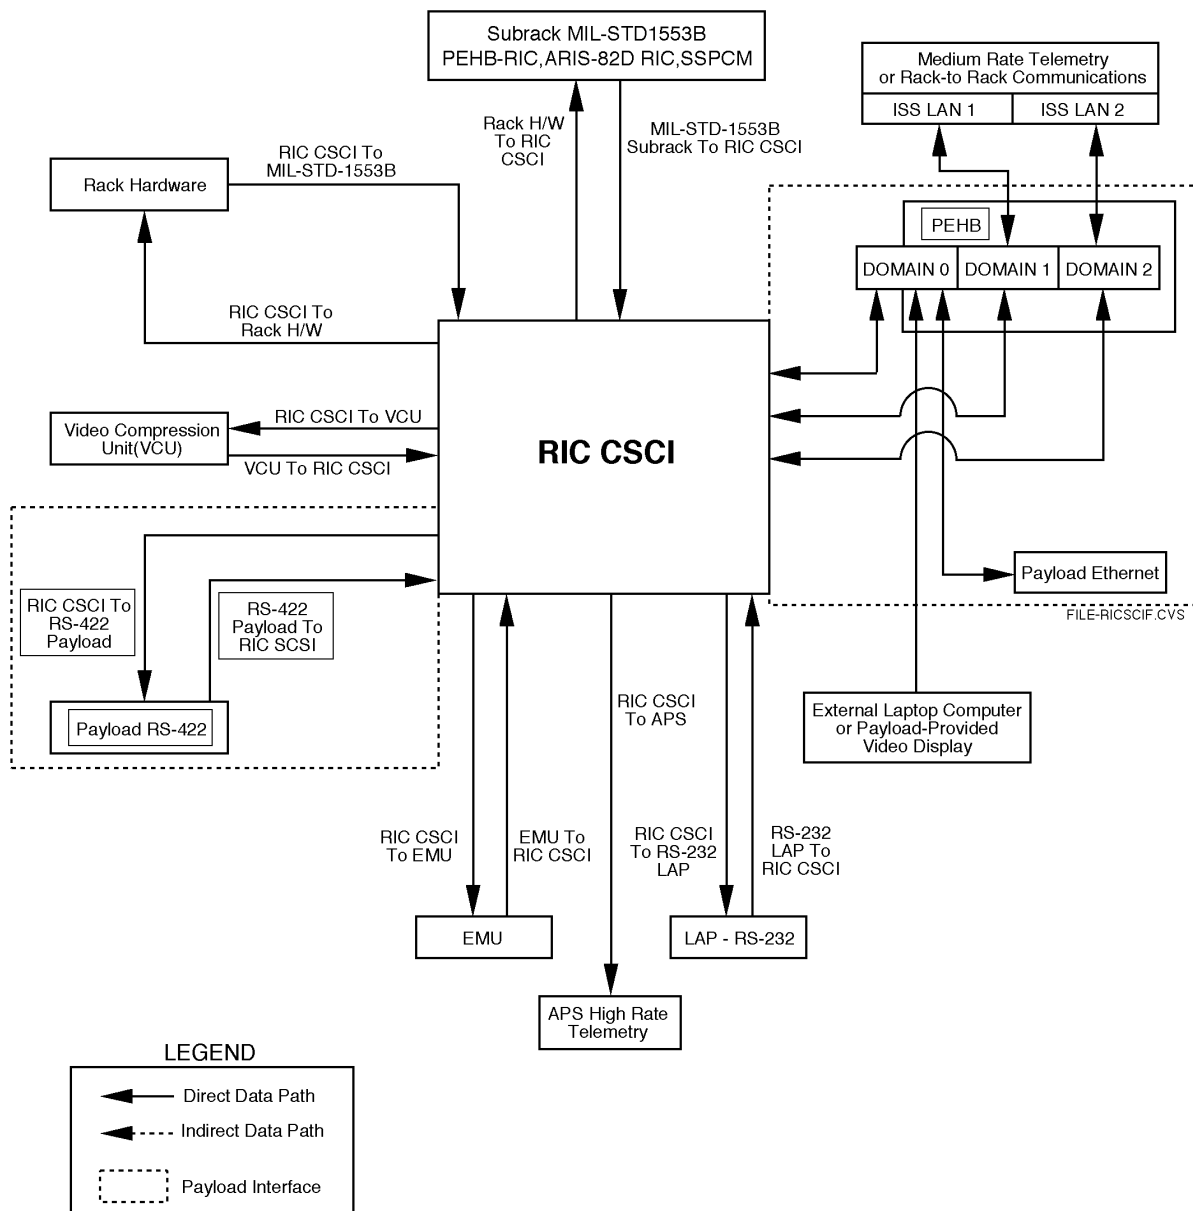 Subrack MIL-STD1553B
PEHB-RIC,ARIS-82D RIC,SSPCM
Medium Rate Telemetry
or Rack-to Rack Communications
ISS LAN 1
ISS LAN 2
Rack H/W
To RIC
CSCI
MIL-STD-1553B
Subrack To RIC CSCI
RIC CSCI To
MIL-STD-1553B
Rack Hardware
PEHB
DOMAIN 0
DOMAIN 1
DOMAIN 2
RIC CSCI To
Rack H/W
RIC CSCI To VCU
Video Compression
Unit(VCU)
VCU To RIC CSCI
RIC CSCI
Payload Ethernet
FILE-RICSCIF.CVS
RIC CSCI To
RS-422
Payload
RS-422
Payload To
RIC SCSI
Payload RS-422
RIC CSCI
To APS
External Laptop Computer
or Payload-Provided
Video Display
RIC CSCI
To EMU
EMU To
RIC CSCI
RIC CSCI
To RS-232
LAP
RS-232
LAP To
RIC CSCI
EMU
LAP - RS-232
APS High Rate
Telemetry
LEGEND
Direct Data Path
Indirect Data Path
Payload Interface